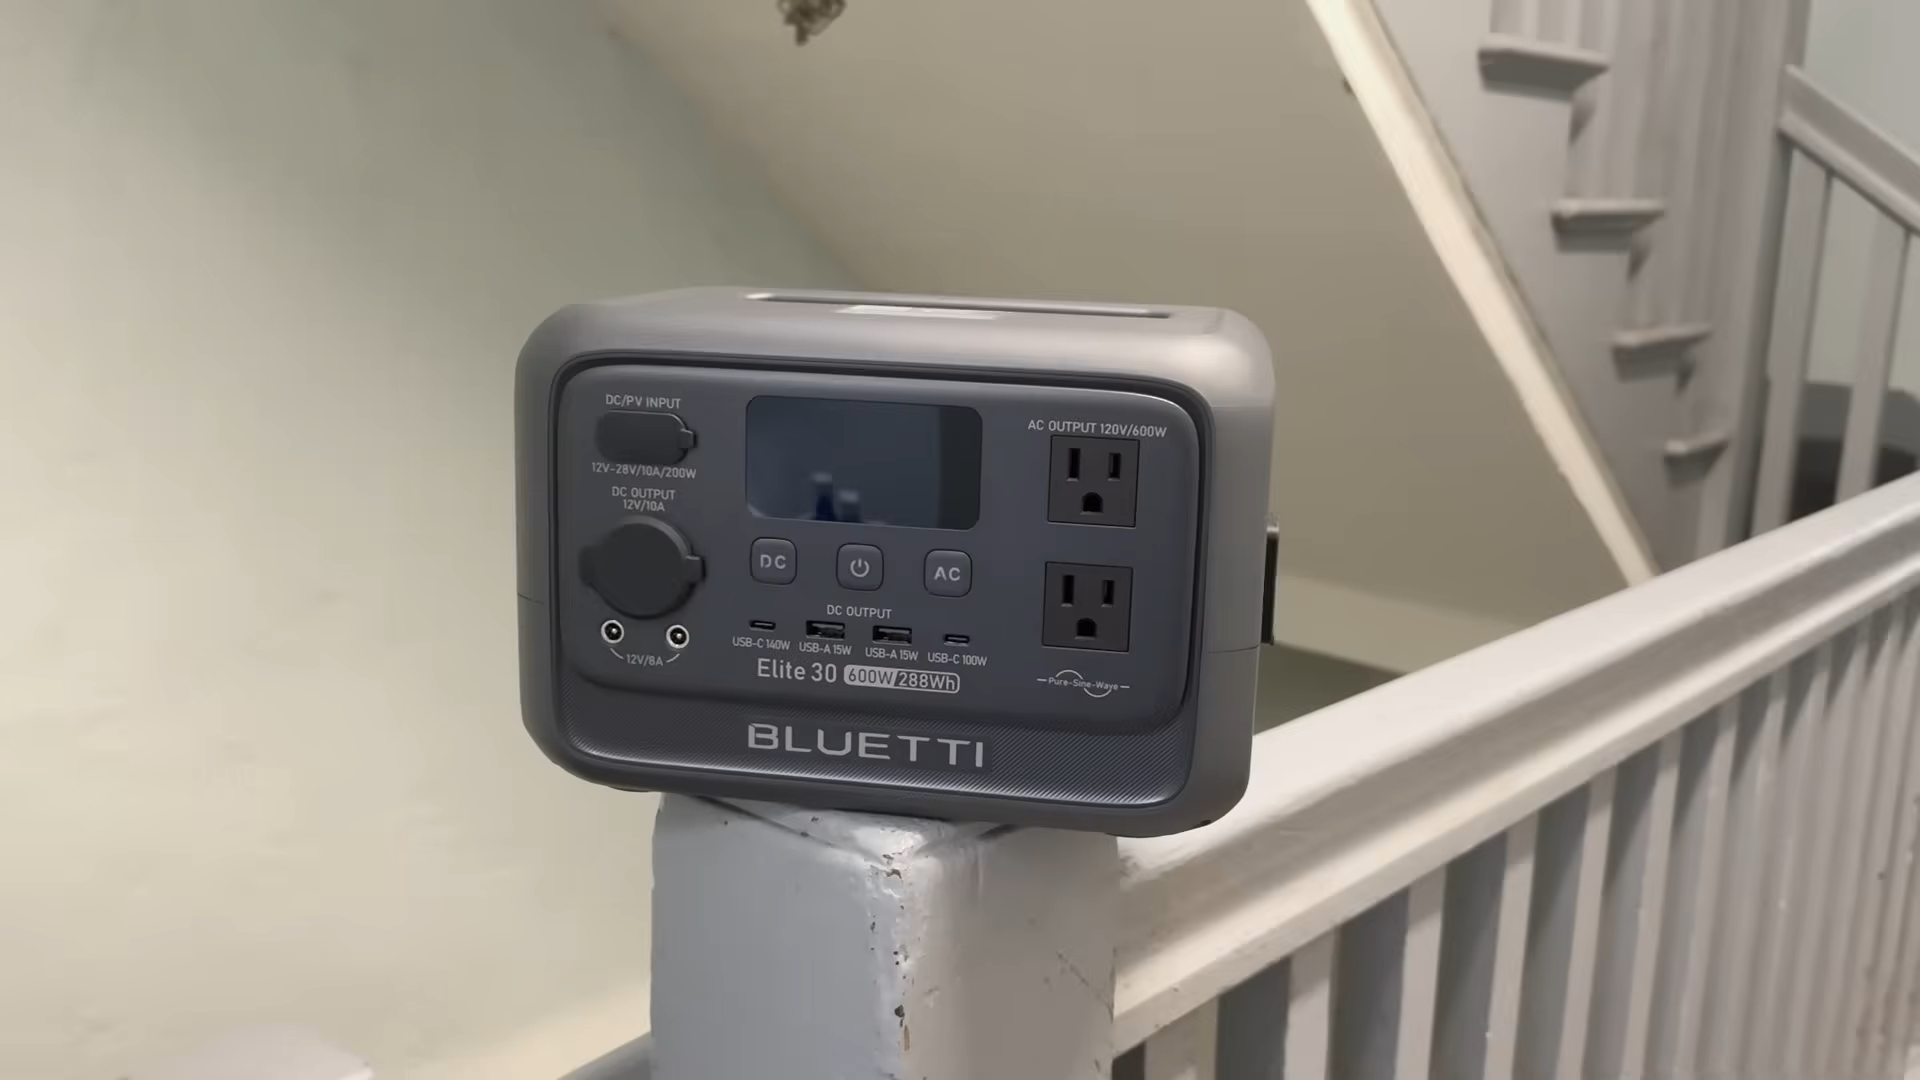 DC/PV INPUT
12V-28V/10A/200W
DC OUTPUT
12V/10A
12V/8A
DC
AC
DC OUTPUT
USB-C 140W
USB-A 15W
USB-A 15W
USB-C 100W
Elite 30 600W/288Wh
AC OUTPUT 120V/600W
Pure-Sine-Wave
BLUETTI